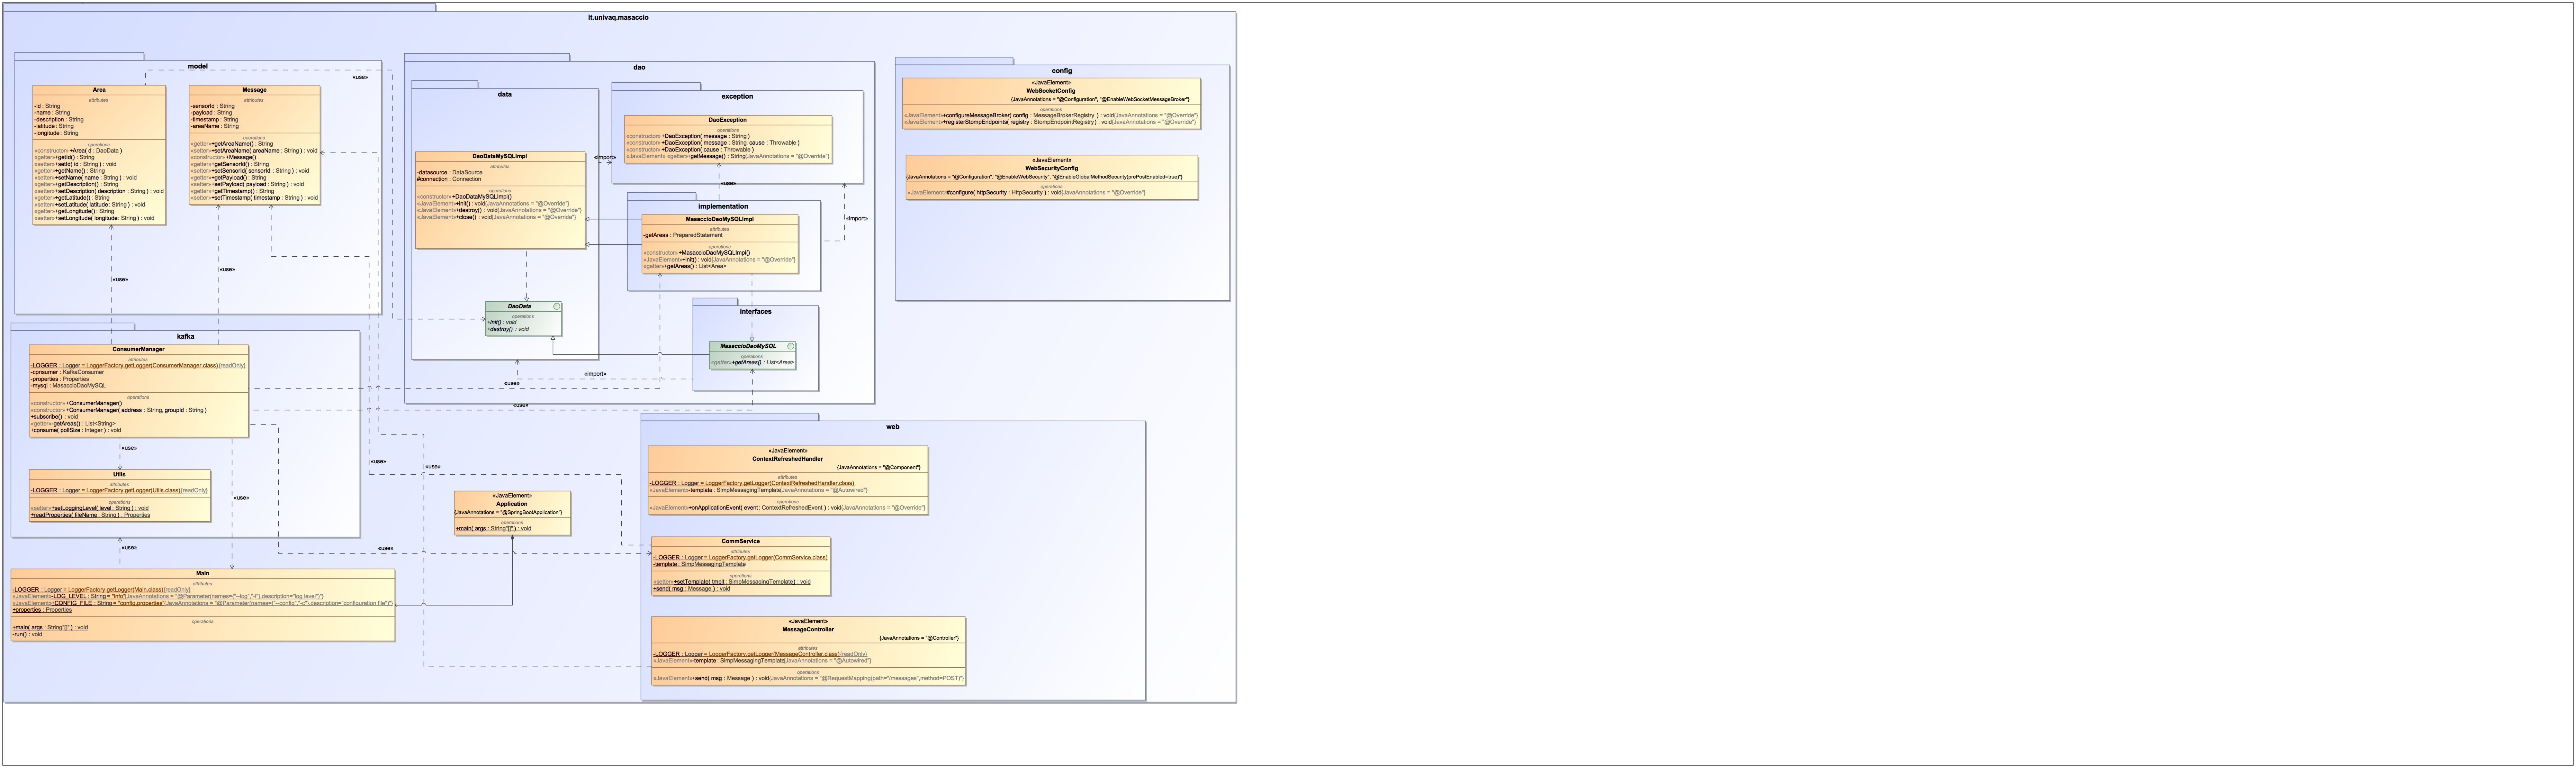 it.univaq.masaccio
model
Area
attributes
-id : String
-name : String
-description : String
-latitude : String
-longitude : String
operations
«constructor» +Area( d : DaoData )
«getter»+getId() : String
«setter»+setId( id : String ) : void
«getter»+getName() : String
«setter»+setName( name : String ) : void
«getter»+getDescription() : String
«setter»+setDescription( description : String ) : void
«getter»+getLatitude() : String
«setter»+setLatitude( latitude : String ) : void
«getter»+getLongitude() : String
«setter»+setLongitude( longitude : String ) : void
Message
attributes
-sensorId : String
-payload : String
-timestamp : String
-areaName : String
operations
«getter»+getAreaName() : String
«setter»+setAreaName( areaName : String ) : void
«constructor» +Message()
«getter»+getSensorId() : String
«setter»+setSensorId( sensorId : String ) : void
«getter»+getPayload() : String
«setter»+setPayload( payload : String ) : void
«getter»+getTimestamp() : String
«setter»+setTimestamp( timestamp : String ) : void
«use»
«use»
«use»
dao
data
DaoDataMySQLImpl
attributes
-datasource : DataSource
#connection : Connection
operations
«constructor» +DaoDataMySQLImpl()
«JavaElement»+init() : void{JavaAnnotations = "@Override"}
«JavaElement»+destroy() : void{JavaAnnotations = "@Override"}
«JavaElement»+close() : void{JavaAnnotations = "@Override"}
DaoData
operations
+init() : void
+destroy() : void
«import»
exception
DaoException
operations
«constructor» +DaoException( message : String )
«constructor» +DaoException( message : String, cause : Throwable )
«constructor» +DaoException( cause : Throwable )
«JavaElement» «getter»+getMessage() : String{JavaAnnotations = "@Override"}
«use»
«import»
implementation
MasaccioDaoMySQLImpl
attributes
-getAreas : PreparedStatement
operations
«constructor» +MasaccioDaoMySQLImpl()
«JavaElement»+init() : void{JavaAnnotations = "@Override"}
«getter»+getAreas() : List<Area>
interfaces
MasaccioDaoMySQL
operations
«getter»+getAreas() : List<Area>
«import»
«use»
«use»
config
«JavaElement»
WebSocketConfig
{JavaAnnotations = "@Configuration", "@EnableWebSocketMessageBroker"}
operations
«JavaElement»+configureMessageBroker( config : MessageBrokerRegistry ) : void{JavaAnnotations = "@Override"}
«JavaElement»+registerStompEndpoints( registry : StompEndpointRegistry) : void{JavaAnnotations = "@Override"}
«JavaElement»
WebSecurityConfig
{JavaAnnotations = "@Configuration", "@EnableWebSecurity", "@EnableGlobalMethodSecurity(prePostEnabled=true)"}
operations
«JavaElement»#configure( httpSecurity : HttpSecurity ) : void{JavaAnnotations = "@Override"}
kafka
ConsumerManager
attributes
-LOGGER : Logger = LoggerFactory.getLogger(ConsumerManager.class){readOnly}
-consumer : KafkaConsumer
-properties : Properties
-mysql : MasaccioDaoMySQL
operations
«constructor» +ConsumerManager()
«constructor» +ConsumerManager( address : String, groupId : String )
+subscribe() : void
«getter»-getAreas() : List<String>
+consume( pollSize : Integer ) : void
«use»
Utils
attributes
-LOGGER : Logger = LoggerFactory.getLogger(Utils.class){readOnly}
operations
«setter»+setLoggingLevel( level : String ) : void
+readProperties( fileName : String ) : Properties
«use»
«use»
«use»
«use»
«use»
Main
attributes
-LOGGER : Logger = LoggerFactory.getLogger(Main.class){readOnly}
«JavaElement»-LOG_LEVEL : String = "info"{JavaAnnotations = "@Parameter(names={"--log","-l"},description="log level")"}
«JavaElement»+CONFIG_FILE : String = "config.properties"{JavaAnnotations = "@Parameter(names={"--config","-c"},description="configuration file")"}
+properties : Properties
operations
+main( args : String"[]" ) : void
-run() : void
«JavaElement»
Application
{JavaAnnotations = "@SpringBootApplication"}
operations
+main( args : String"[]" ) : void
web
«JavaElement»
ContextRefreshedHandler
{JavaAnnotations = "@Component"}
attributes
-LOGGER : Logger = LoggerFactory.getLogger(ContextRefreshedHandler.class)
«JavaElement»-template : SimpMessagingTemplate{JavaAnnotations = "@Autowired"}
operations
«JavaElement»+onApplicationEvent( event : ContextRefreshedEvent ) : void{JavaAnnotations = "@Override"}
CommService
attributes
-LOGGER : Logger = LoggerFactory.getLogger(CommService.class)
-template : SimpMessagingTemplate
operations
«setter»+setTemplate( tmplt : SimpMessagingTemplate ) : void
+send( msg : Message ) : void
«JavaElement»
MessageController
{JavaAnnotations = "@Controller"}
attributes
-LOGGER : Logger = LoggerFactory.getLogger(MessageController.class){readOnly}
«JavaElement»-template : SimpMessagingTemplate{JavaAnnotations = "@Autowired"}
operations
«JavaElement»+send( msg : Message ) : void{JavaAnnotations = "@RequestMapping(path="/messages",method=POST)"}